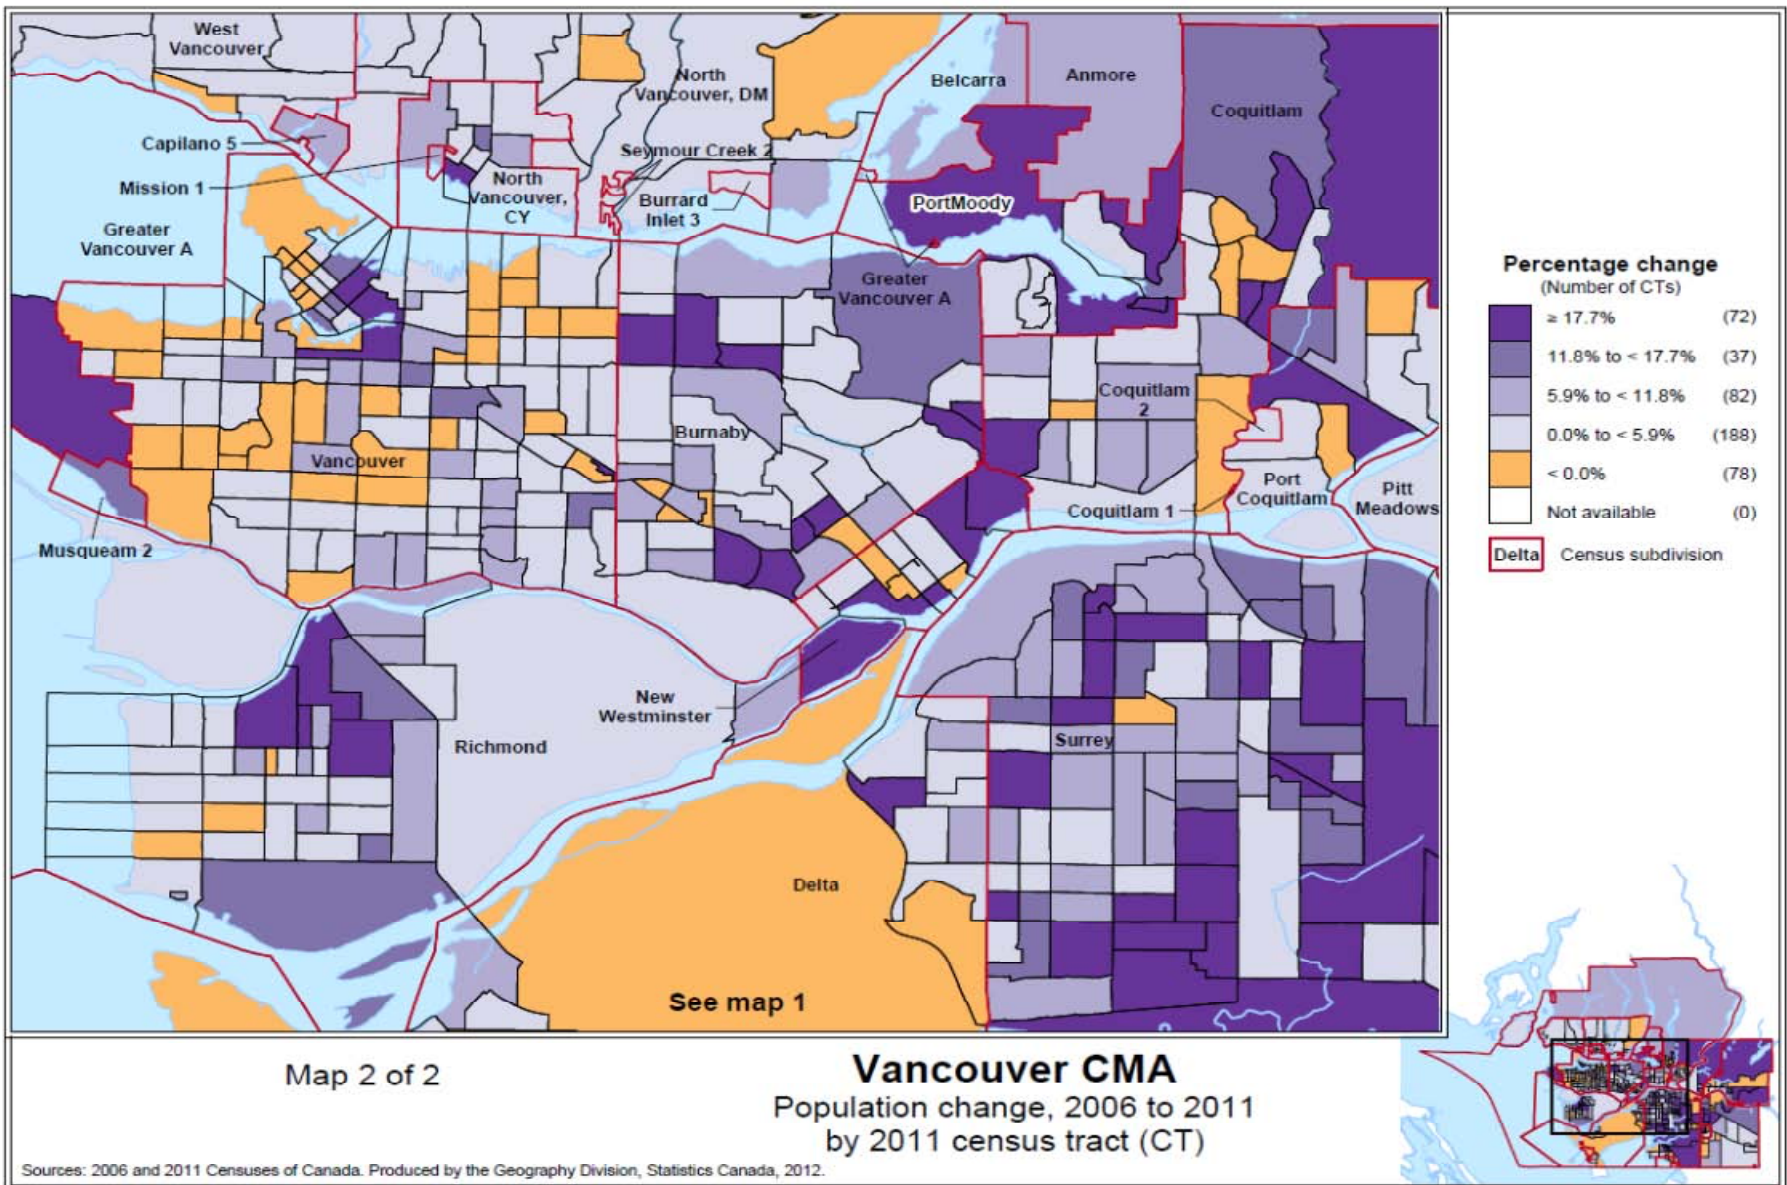 West
Vancouver
North
Vancouver, DM
Belcarra
Anmore
Coquitlam
Capilano 5
Seymour Creek 2
Mission 1
North
Vancouver,
CY
Burrard
Inlet 3
PortMoody
Greater
Vancouver A
Greater
Vancouver A
Coquitlam
2
Burnaby
Vancouver
Port
Coquitlam
Pitt
Meadows
Coquitlam 1
Musqueam 2
New
Westminster
Richmond
Surrey
Delta
See map 1
Percentage change
(Number of CTs)
≥ 17.7% (72)
11.8% to < 17.7% (37)
5.9% to < 11.8% (82)
0.0% to < 5.9% (188)
< 0.0% (78)
Not available (0)
Delta Census subdivision
Map 2 of 2
Vancouver CMA
Population change, 2006 to 2011
by 2011 census tract (CT)
Sources: 2006 and 2011 Censuses of Canada. Produced by the Geography Division, Statistics Canada, 2012.